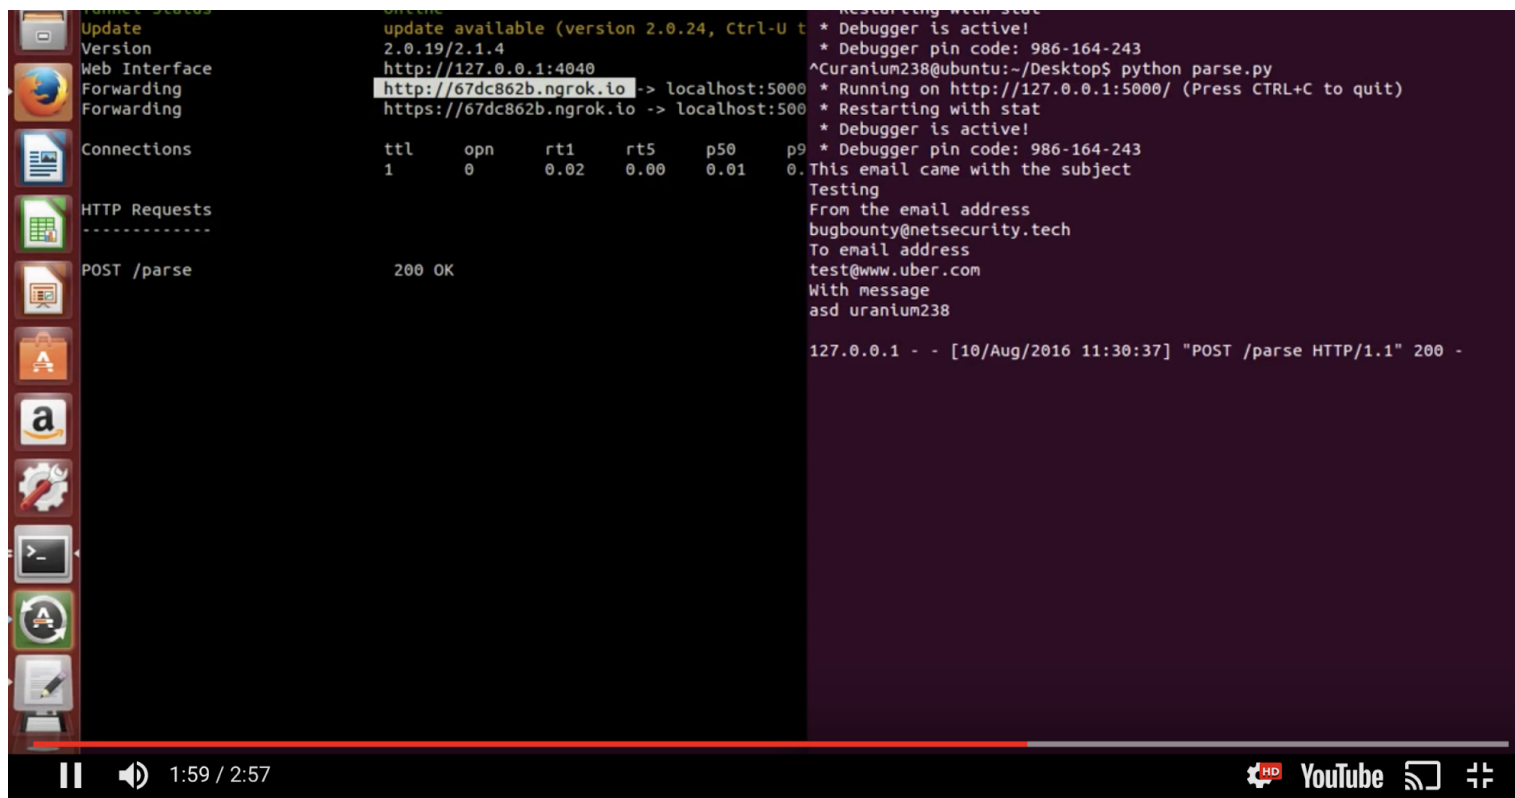 Tunnel Status online
Update update available (version 2.0.24, Ctrl-U t
Version 2.0.19/2.1.4
Web Interface http://127.0.0.1:4040
Forwarding http://67dc862b.ngrok.io -> localhost:5000
Forwarding https://67dc862b.ngrok.io -> localhost:500
Connections ttl opn rt1 rt5 p50 p9
1 0 0.02 0.00 0.01 0.
HTTP Requests
-------------
POST /parse 200 OK
* Restarting with stat
* Debugger is active!
* Debugger pin code: 986-164-243
^Curanium238@ubuntu:~/Desktop$ python parse.py
* Running on http://127.0.0.1:5000/ (Press CTRL+C to quit)
* Restarting with stat
* Debugger is active!
* Debugger pin code: 986-164-243
This email came with the subject
Testing
From the email address
bugbounty@netsecurity.tech
To email address
test@www.uber.com
With message
asd uranium238
127.0.0.1 - - [10/Aug/2016 11:30:37] "POST /parse HTTP/1.1" 200 -
a
>_
1:59 / 2:57
HD
YouTube